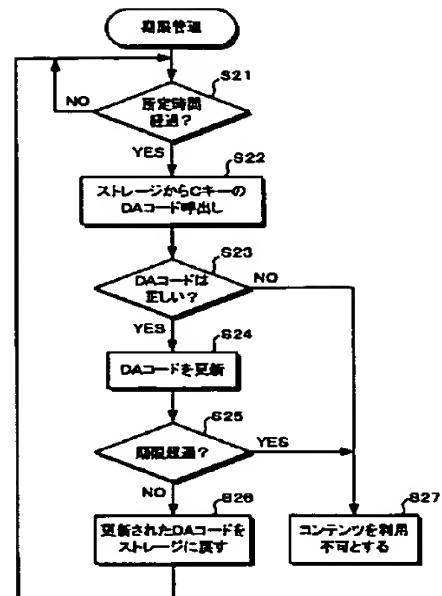 期限管理
S21
NO
所定時間
経過？
YES
S22
ストレージからCキーの
DAコード呼出し
S23
DAコードは
正しい？
NO
YES
S24
DAコードを更新
S25
期限超過？
YES
NO
S26
更新されたDAコードを
ストレージに戻す
S27
コンテンツを利用
不可とする